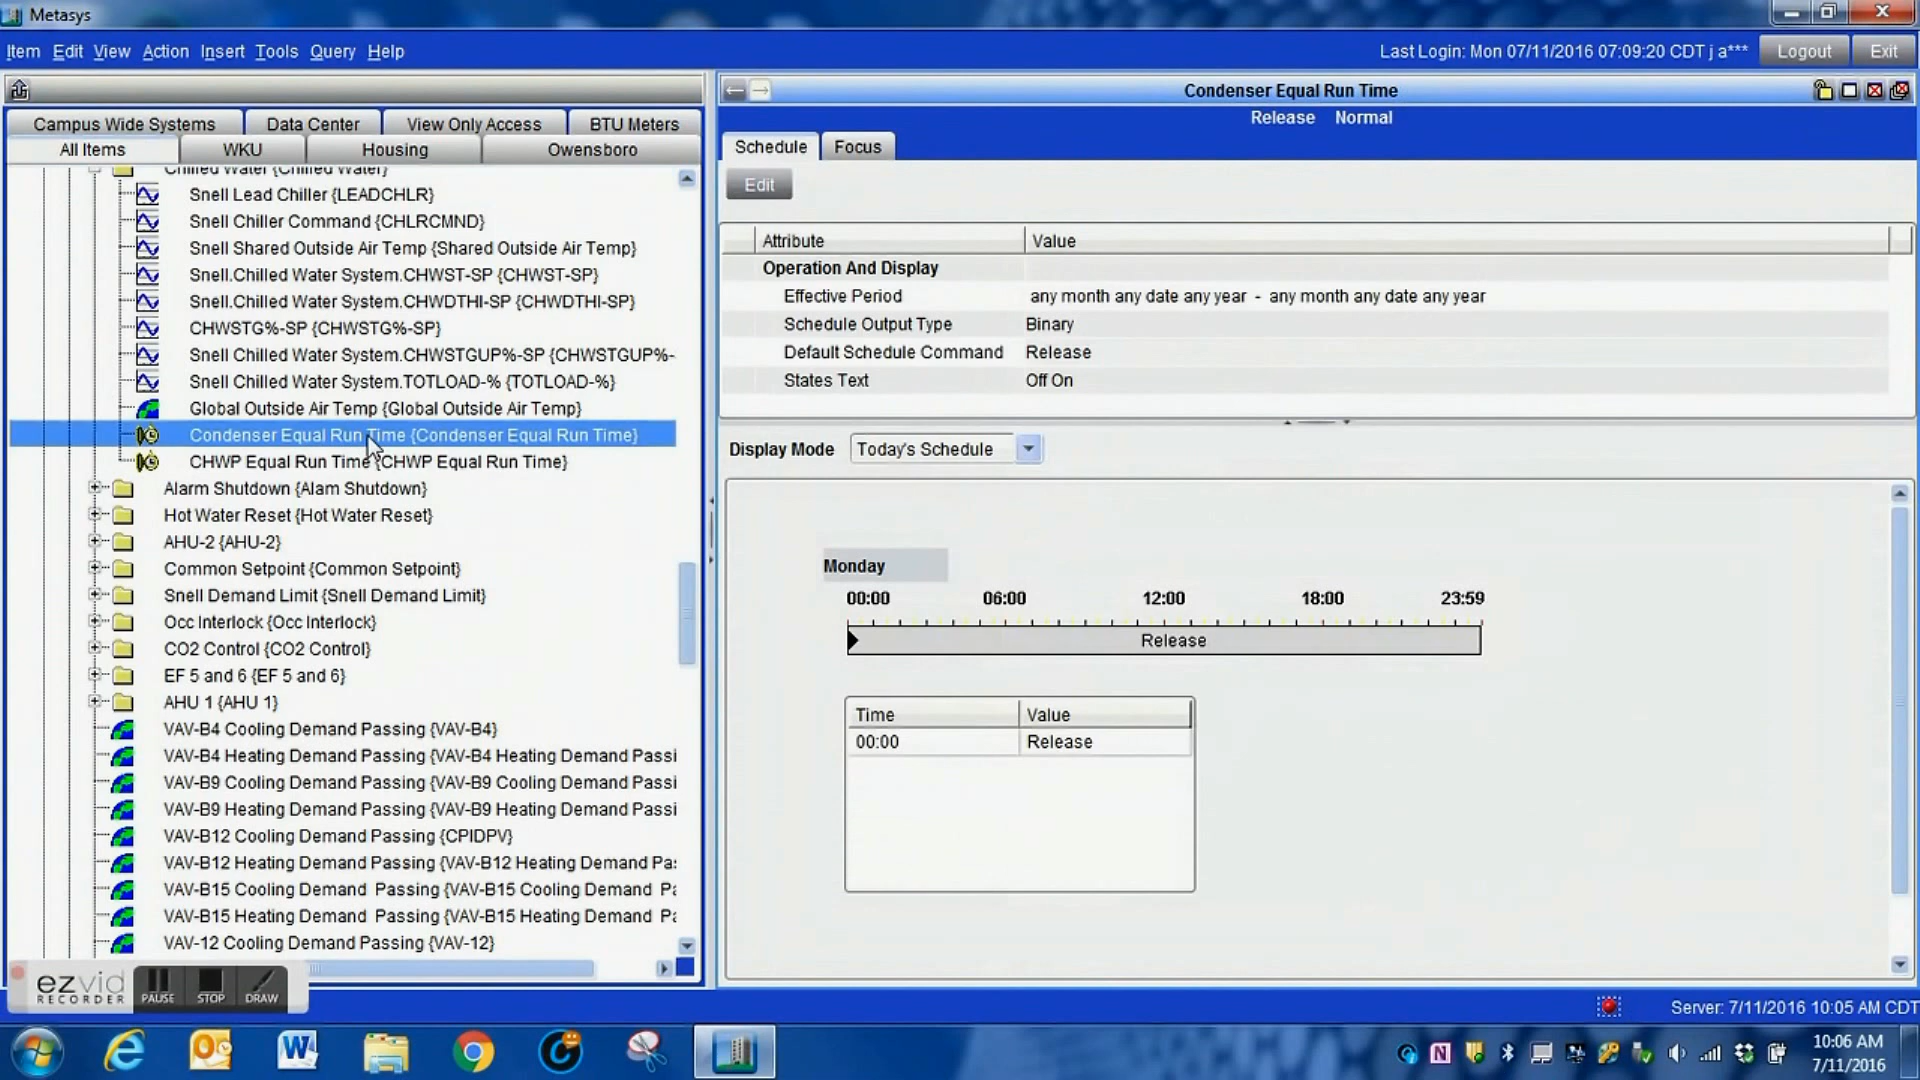 Metasys
Item Edit View Action Insert Tools Query Help
Last Login: Mon 07/11/2016 07:09:20 CDT j a*** Logout Exit
Campus Wide Systems Data Center View Only Access BTU Meters
All Items WKU Housing Owensboro
Chilled Water {Chilled Water}
Snell Lead Chiller {LEADCHLR}
Snell Chiller Command {CHLRCMND}
Snell Shared Outside Air Temp {Shared Outside Air Temp}
Snell.Chilled Water System.CHWST-SP {CHWST-SP}
Snell.Chilled Water System.CHWDTHI-SP {CHWDTHI-SP}
CHWSTG%-SP {CHWSTG%-SP}
Snell Chilled Water System.CHWSTGUP%-SP {CHWSTGUP%-
Snell Chilled Water System.TOTLOAD-% {TOTLOAD-%}
Global Outside Air Temp {Global Outside Air Temp}
Condenser Equal Run Time {Condenser Equal Run Time}
CHWP Equal Run Time {CHWP Equal Run Time}
Alarm Shutdown {Alam Shutdown}
Hot Water Reset {Hot Water Reset}
AHU-2 {AHU-2}
Common Setpoint {Common Setpoint}
Snell Demand Limit {Snell Demand Limit}
Occ Interlock {Occ Interlock}
CO2 Control {CO2 Control}
EF 5 and 6 {EF 5 and 6}
AHU 1 {AHU 1}
VAV-B4 Cooling Demand Passing {VAV-B4}
VAV-B4 Heating Demand Passing {VAV-B4 Heating Demand Passi
VAV-B9 Cooling Demand Passing {VAV-B9 Cooling Demand Passi
VAV-B9 Heating Demand Passing {VAV-B9 Heating Demand Passi
VAV-B12 Cooling Demand Passing {CPIDPV}
VAV-B12 Heating Demand Passing {VAV-B12 Heating Demand Pa
VAV-B15 Cooling Demand Passing {VAV-B15 Cooling Demand Pa
VAV-B15 Heating Demand Passing {VAV-B15 Heating Demand Pa
VAV-12 Cooling Demand Passing {VAV-12}
Condenser Equal Run Time
Release Normal
Schedule Focus
Edit
Attribute Value
Operation And Display
Effective Period any month any date any year - any month any date any year
Schedule Output Type Binary
Default Schedule Command Release
States Text Off On
Display Mode Today's Schedule
Monday
00:00 06:00 12:00 18:00 23:59
Release
Time Value
00:00 Release
ezvid
RECORDER
PAUSE STOP DRAW
Server: 7/11/2016 10:05 AM CDT
10:06 AM
7/11/2016